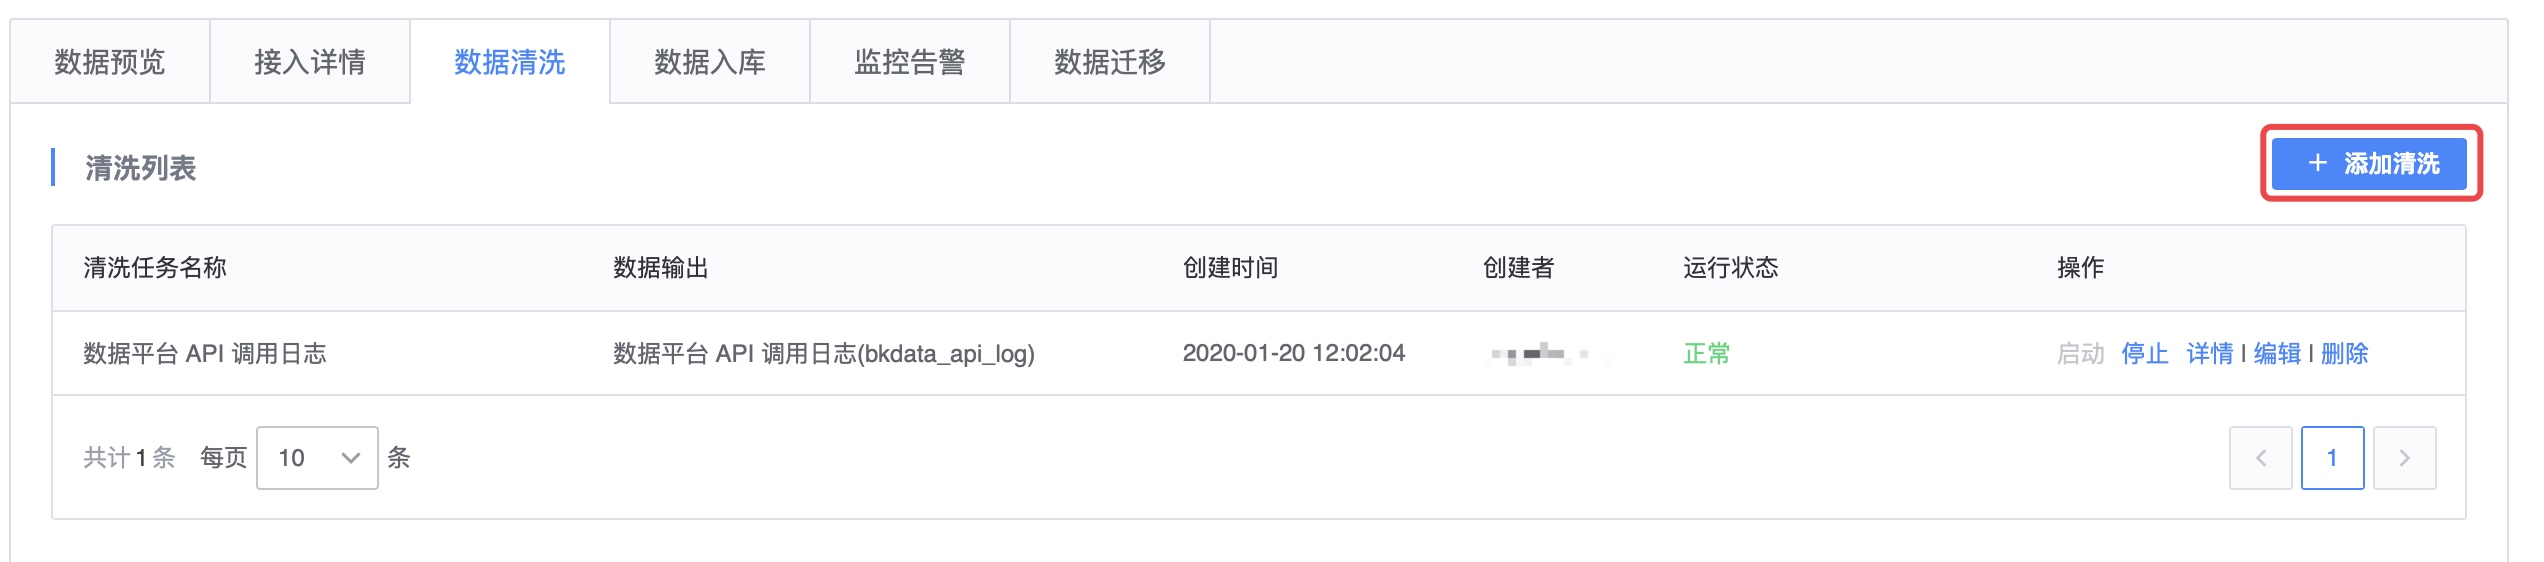 数据预览 接入详情 数据清洗 数据入库 监控告警 数据迁移
清洗列表 + 添加清洗
清洗任务名称 数据输出 创建时间 创建者 运行状态 操作
数据平台 API 调用日志 数据平台 API 调用日志(bkdata_api_log) 2020-01-20 12:02:04 正常 启动 停止 详情 | 编辑 | 删除
共计 1 条 每页 10 条 1